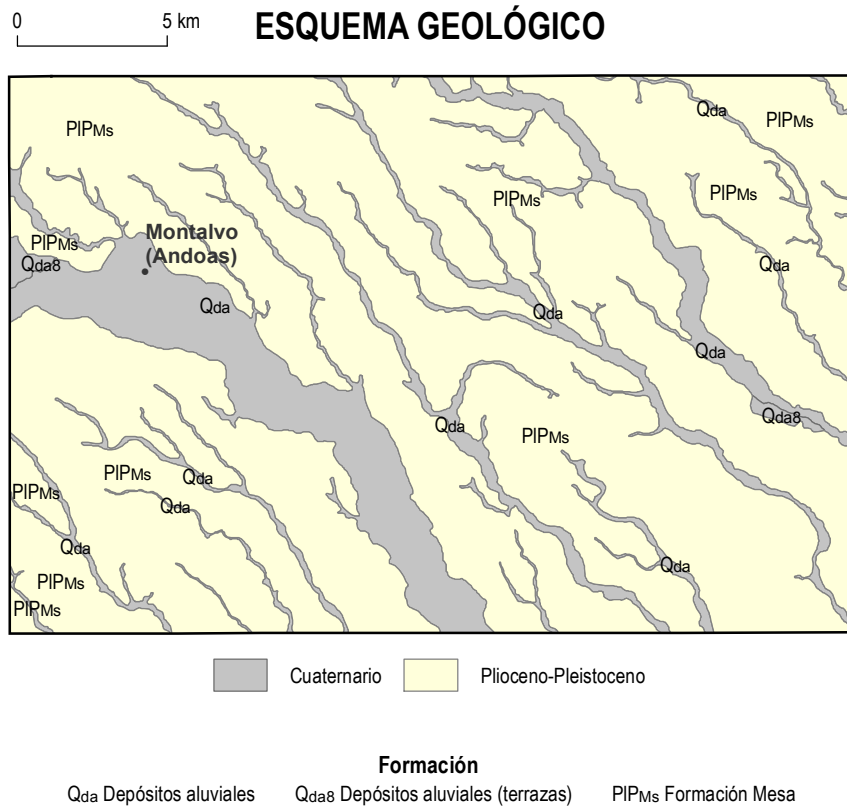 0 5 km
ESQUEMA GEOLÓGICO
Qda
PlPMs
PlPMs
PlPMs
PlPMs
Montalvo
(Andoas)
PlPMs
Qda8
Qda
Qda
Qda
Qda
Qda8
Qda
PlPMs
PlPMs
Qda
PlPMs
Qda
Qda
Qda
PlPMs
PlPMs
Cuaternario
Plioceno-Pleistoceno
Formación
Qda Depósitos aluviales Qda8 Depósitos aluviales (terrazas) PlPMs Formación Mesa